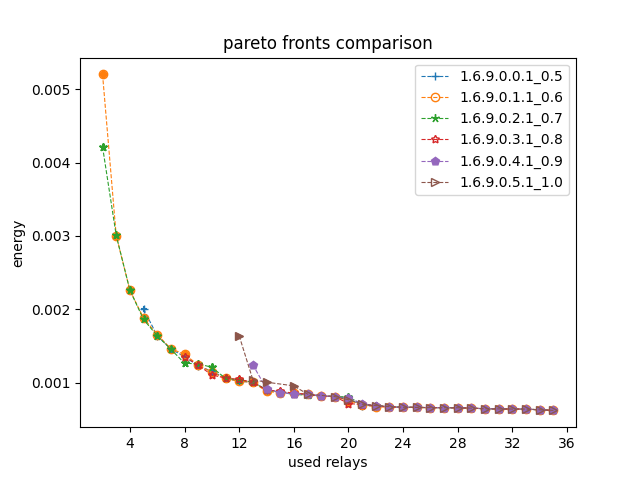 pareto fronts comparison
1.6.9.0.0.1_0.5
1.6.9.0.1.1_0.6
1.6.9.0.2.1_0.7
1.6.9.0.3.1_0.8
1.6.9.0.4.1_0.9
1.6.9.0.5.1_1.0
0.005
0.004
0.003
0.002
0.001
energy
4 8 12 16 20 24 28 32 36
used relays